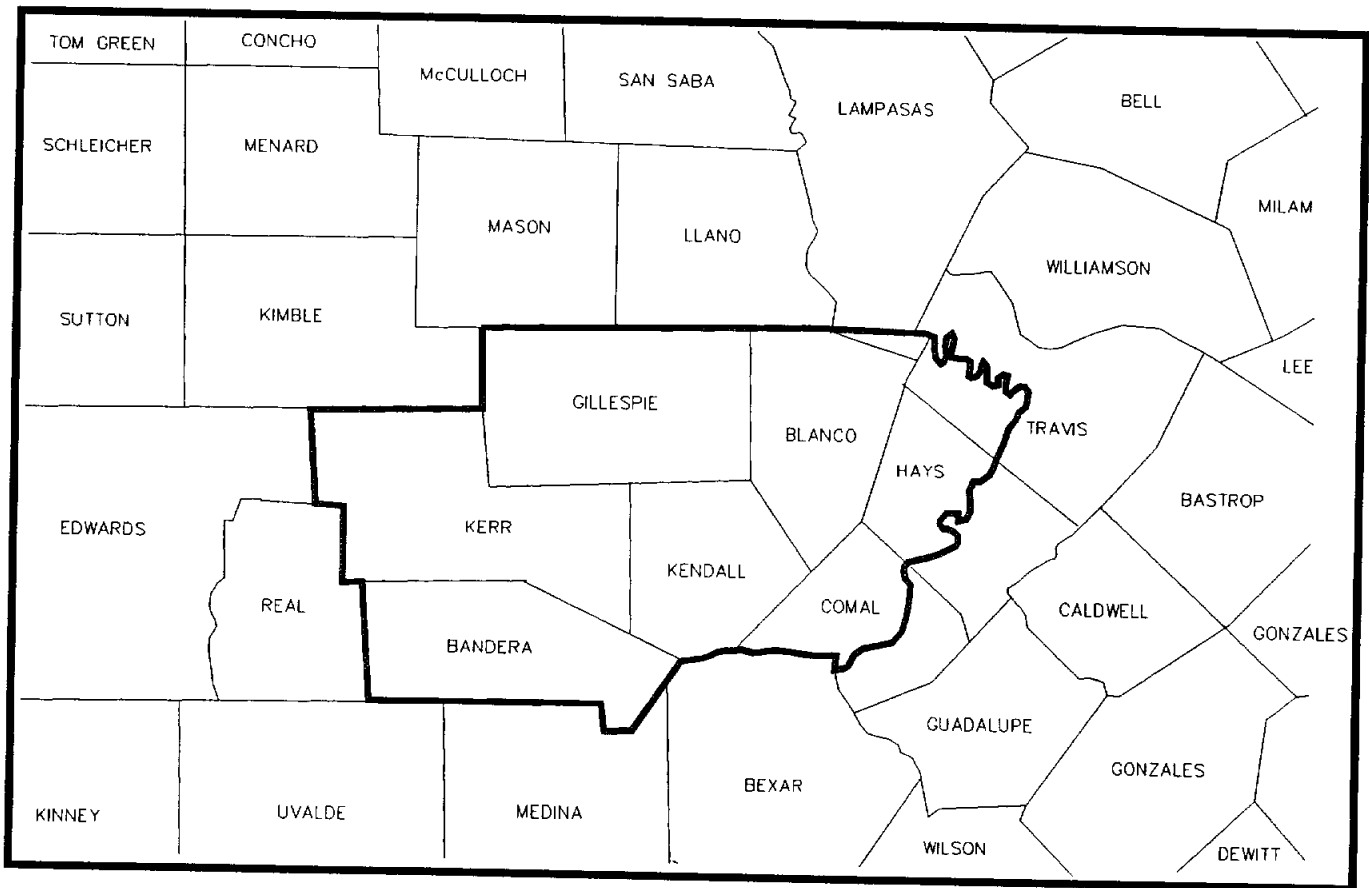 TOM GREEN
CONCHO
McCULLOCH
SAN SABA
LAMPASAS
BELL
SCHLEICHER
MENARD
MILAM
MASON
LLANO
WILLIAMSON
SUTTON
KIMBLE
LEE
GILLESPIE
BLANCO
TRAVIS
HAYS
BASTROP
EDWARDS
KERR
KENDALL
REAL
COMAL
CALDWELL
GONZALES
BANDERA
GUADALUPE
GONZALES
BEXAR
KINNEY
UVALDE
MEDINA
WILSON
DEWITT